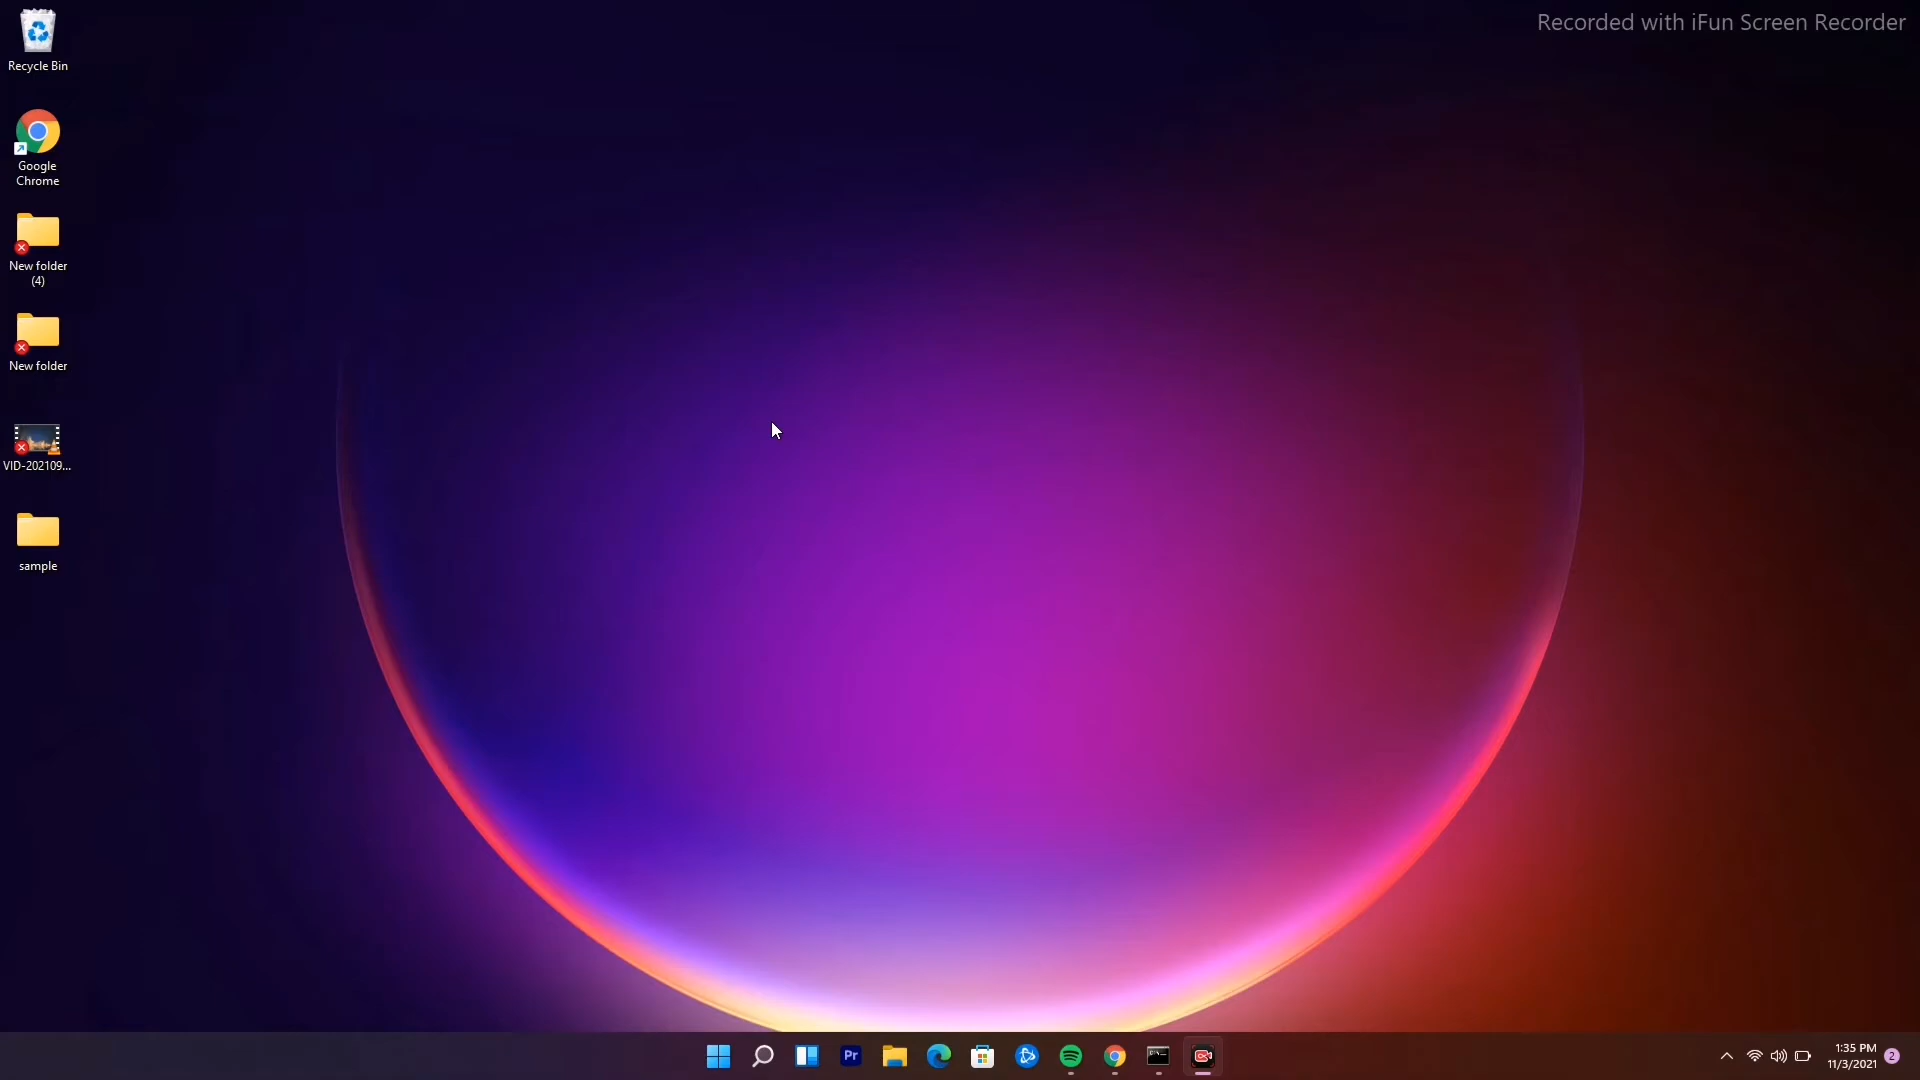 Recorded with iFun Screen Recorder
Recycle Bin
Google
Chrome
New folder
(4)
New folder
VID-202109...
sample
Pr
1:35 PM
11/3/2021
2